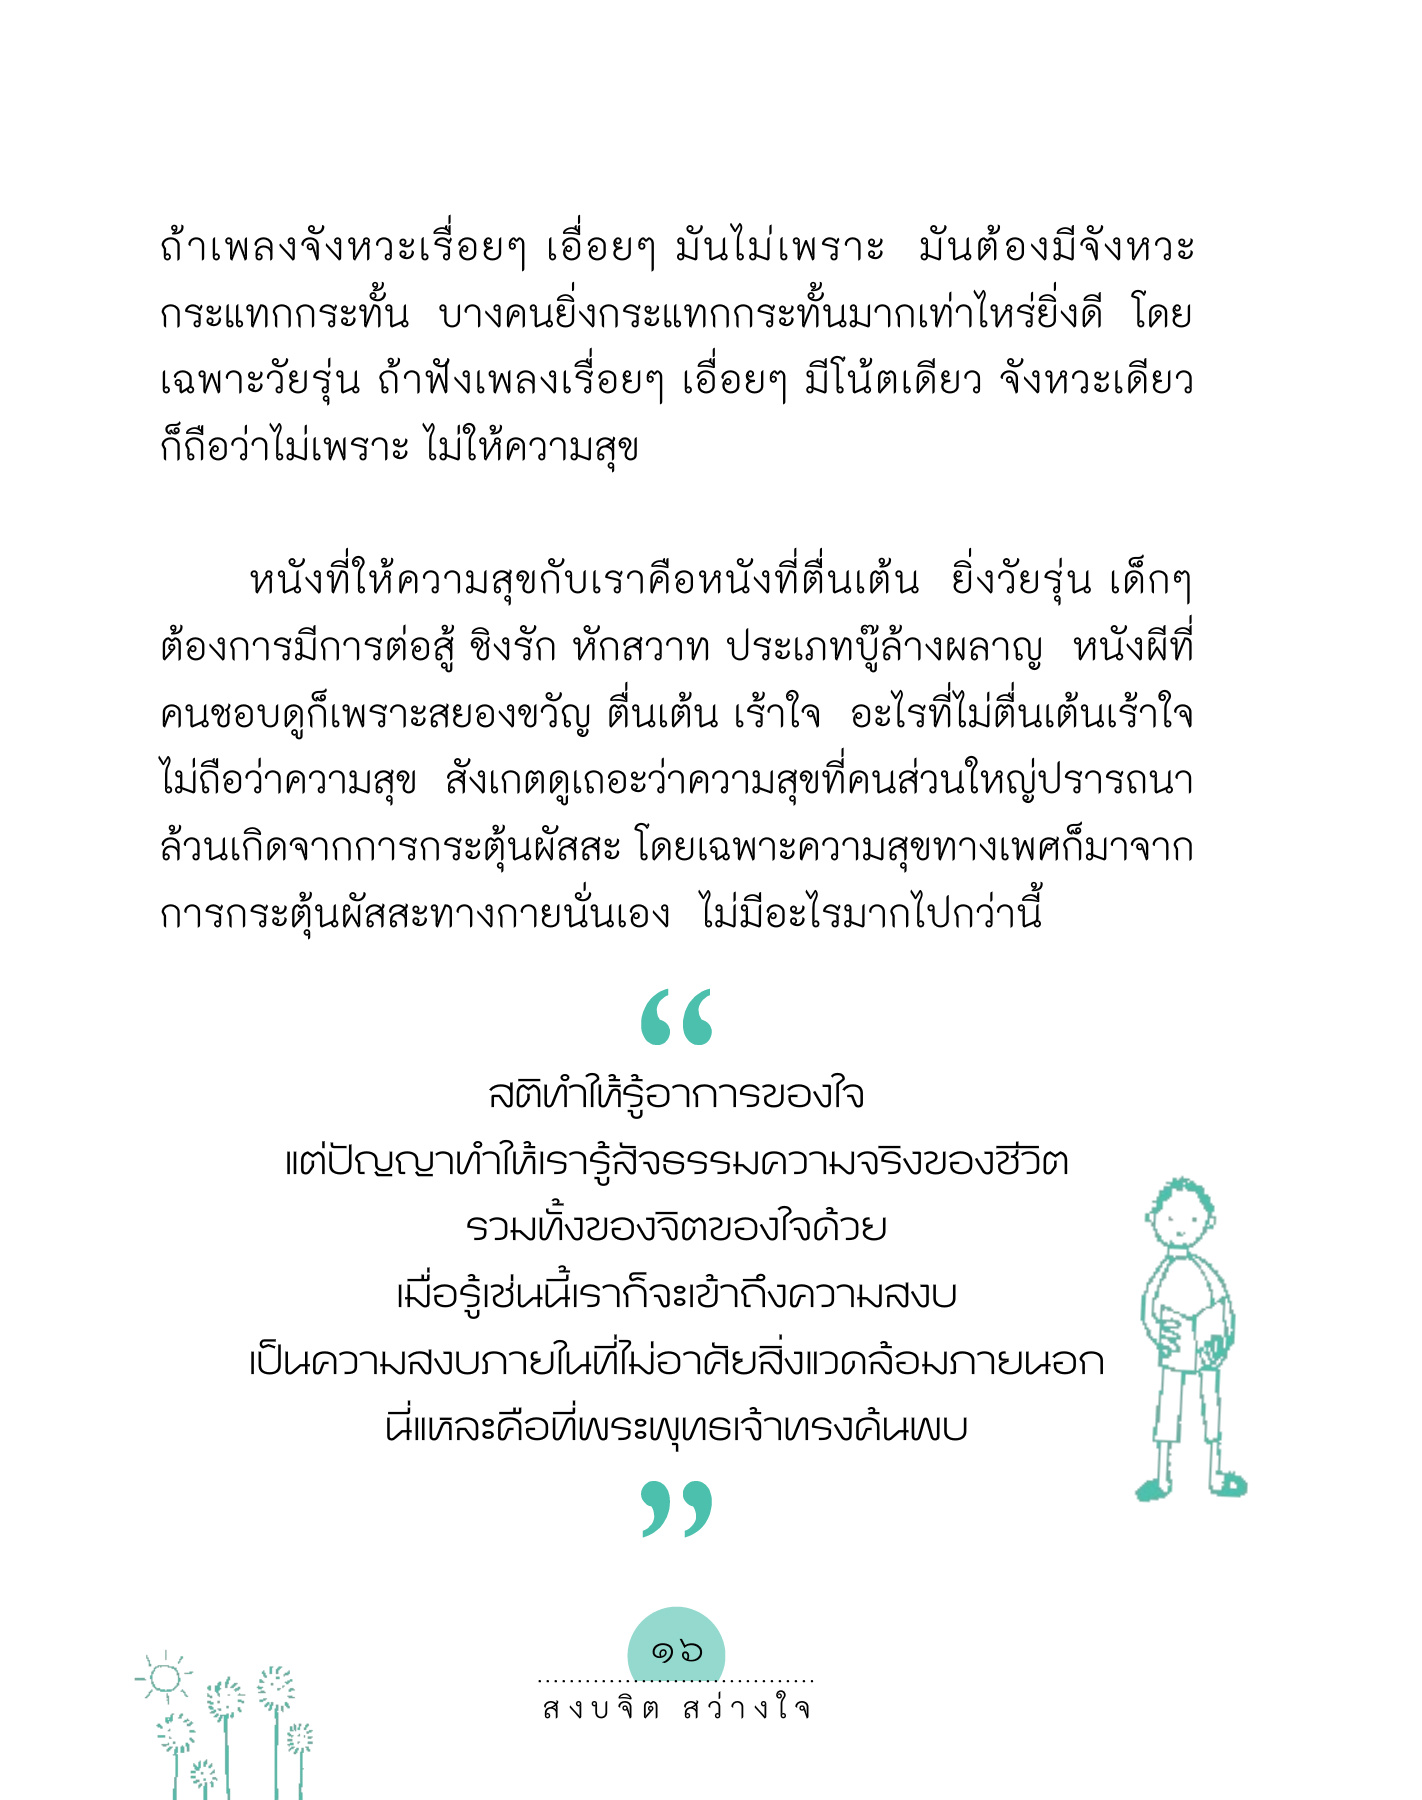 ถ้าเพลงจังหวะเรื่อยๆ เอื่อยๆ มันไม่เพราะ มันต้องมีจังหวะ
กระแทกกระทั้น บางคนยิ่งกระแทกกระทั้นมากเท่าไหร่ยิ่งดี โดย
เฉพาะวัยรุ่น ถ้าฟังเพลงเรื่อยๆ เอื่อยๆ มีโน้ตเดียว จังหวะเดียว
ก็ถือว่าไม่เพราะ ไม่ให้ความสุข
หนังที่ให้ความสุขกับเราคือหนังที่ตื่นเต้น ยิ่งวัยรุ่น เด็กๆ
ต้องการมีการต่อสู้ ชิงรัก หักสวาท ประเภทบู๊ล้างผลาญ หนังผีที่
คนชอบดูก็เพราะสยองขวัญ ตื่นเต้น เร้าใจ อะไรที่ไม่ตื่นเต้นเร้าใจ
ไม่ถือว่าความสุข สังเกตดูเถอะว่าความสุขที่คนส่วนใหญ่ปรารถนา
ล้วนเกิดจากการกระตุ้นผัสสะ โดยเฉพาะความสุขทางเพศก็มาจาก
การกระตุ้นผัสสะทางกายนั่นเอง ไม่มีอะไรมากไปกว่านี้
“
สติทำให้รู้อาการของใจ
แต่ปัญญาทำให้เรารู้สัจธรรมความจริงของชีวิต
รวมทั้งของจิตของใจด้วย
เมื่อรู้เช่นนี้เราก็จะเข้าถึงความสงบ
เป็นความสงบภายในที่ไม่อาศัยสิ่งแวดล้อมภายนอก
นี่แหละคือที่พระพุทธเจ้าทรงค้นพบ
”
๑๖
สงบจิต สว่างใจ